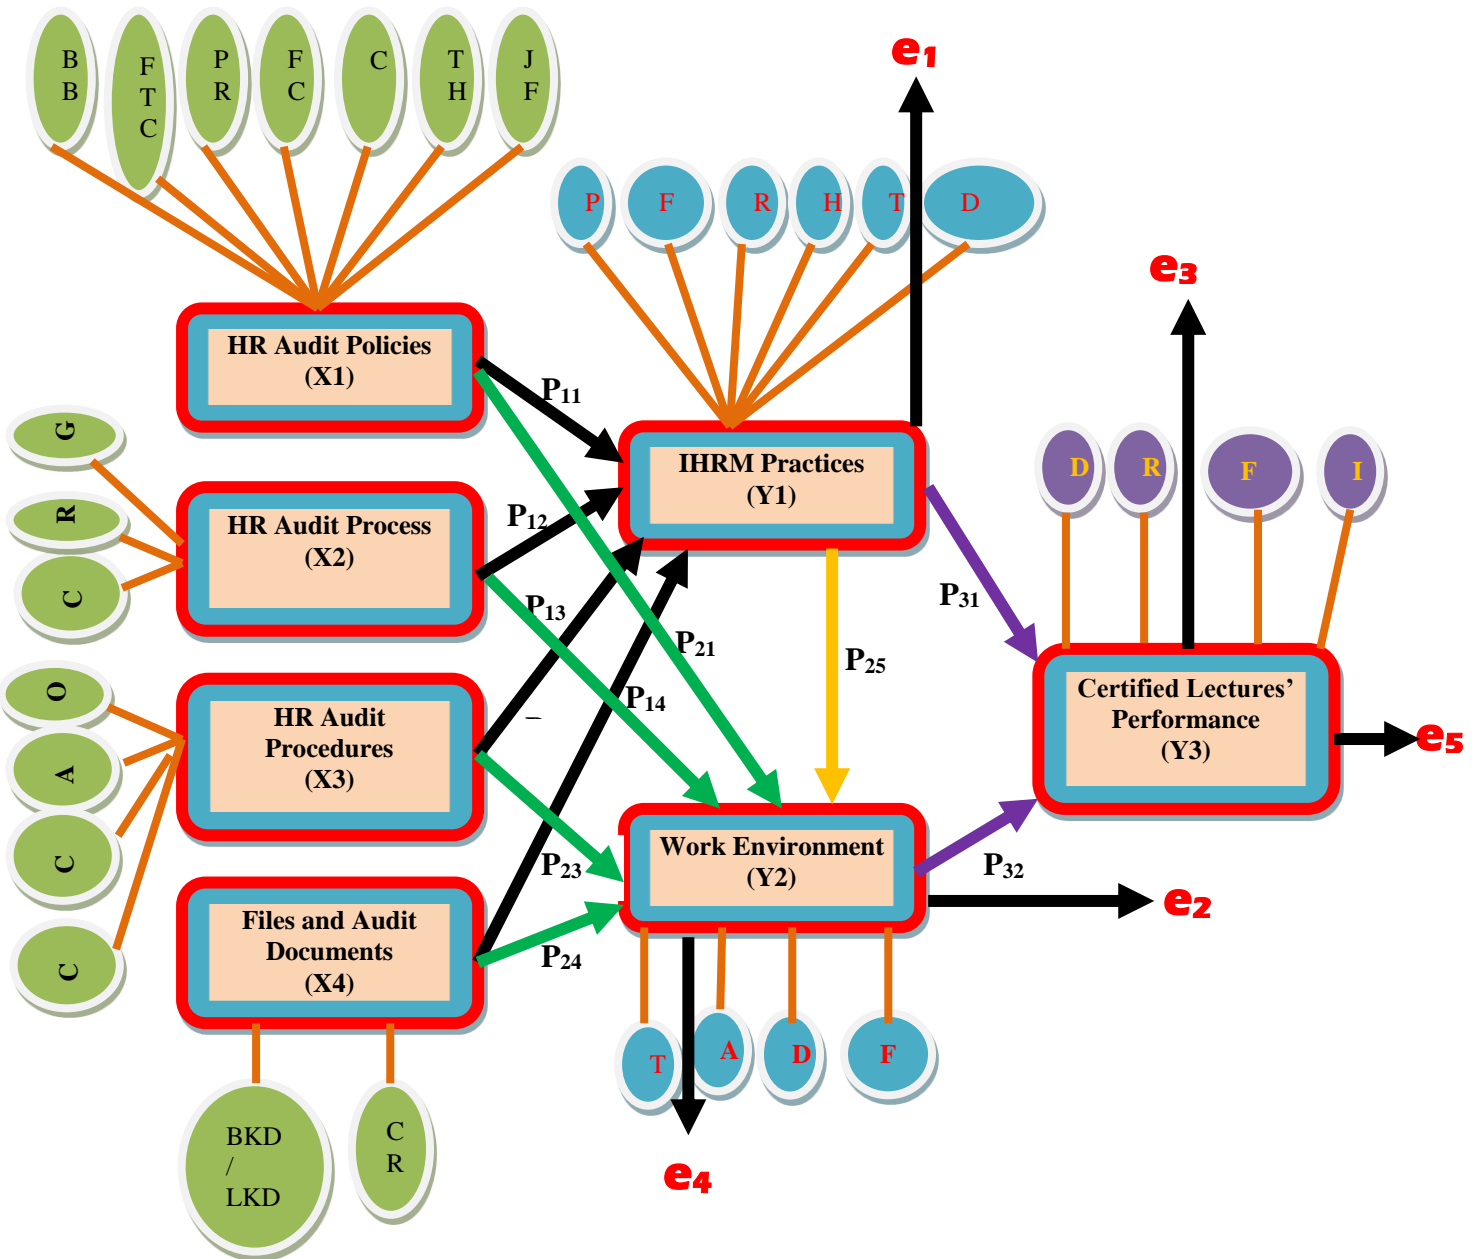 B
B
F
T
C
P
R
F
C
C
T
H
J
F
e1
P
F
R
H
T
D
e3
HR Audit Policies
(X1)
P11
G
R
C
HR Audit Process
(X2)
P12
IHRM Practices
(Y1)
D
R
F
I
P13
P21
P14
P25
P31
O
A
C
C
HR Audit
Procedures
(X3)
Certified Lectures’
Performance
(Y3)
e5
P23
Work Environment
(Y2)
P32
e2
Files and Audit
Documents
(X4)
P24
T
A
D
F
BKD
/
LKD
C
R
e4